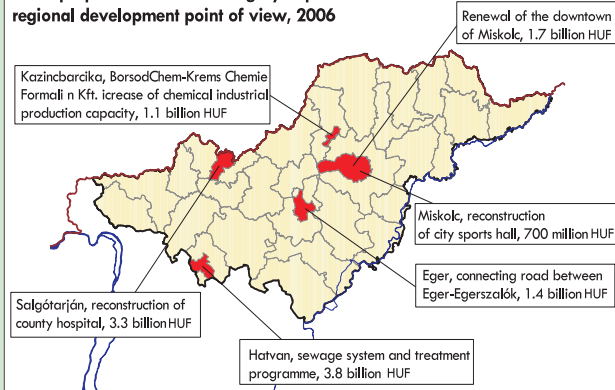 regional development point of view, 2006
Renewal of the downtown
of Miskolc, 1.7 billion HUF
Kazincbarcika, BorsodChem-Krems Chemie
Formali n Kft. icrease of chemical industrial
production capacity, 1.1 billion HUF
Miskolc, reconstruction
of city sports hall, 700 million HUF
Eger, connecting road between
Eger-Egerszalók, 1.4 billion HUF
Salgótarján, reconstruction of
county hospital, 3.3 billion HUF
Hatvan, sewage system and treatment
programme, 3.8 billion HUF